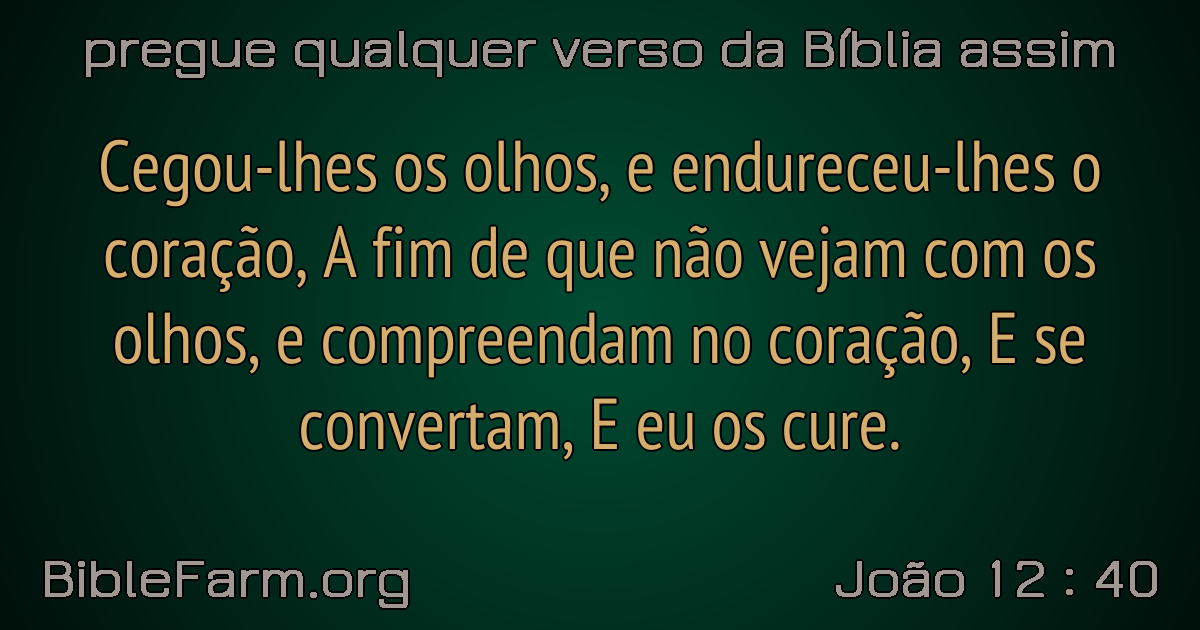 pregue qualquer verso da Bíblia assim
Cegou-lhes os olhos, e endureceu-lhes o
coração, A fim de que não vejam com os
olhos, e compreendam no coração, E se
convertam, E eu os cure.
BibleFarm.org
João 12 : 40